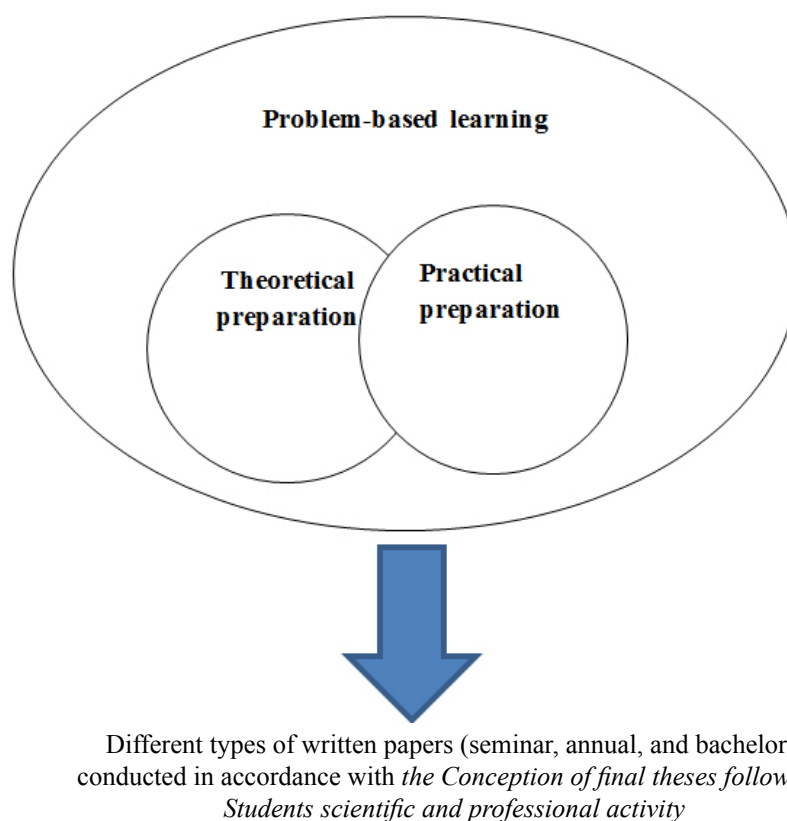 Problem-based learning
Theoretical
preparation
Practical
preparation
Different types of written papers (seminar, annual, and bachelor
conducted in accordance with the Conception of final theses follow
Students scientific and professional activity